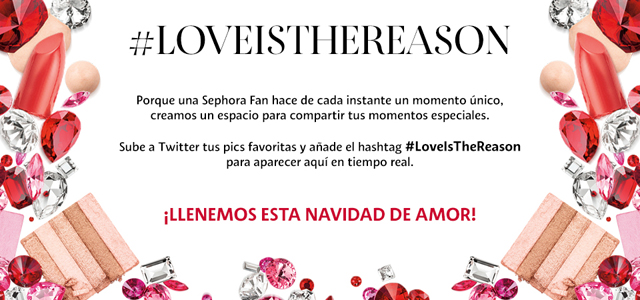 #LOVEISTHEREASON
Porque una Sephora Fan hace de cada instante un momento único,
creamos un espacio para compartir tus momentos especiales.
Sube a Twitter tus pics favoritas y añade el hashtag #LoveIsTheReason
para aparecer aquí en tiempo real.
¡LLENEMOS ESTA NAVIDAD DE AMOR!